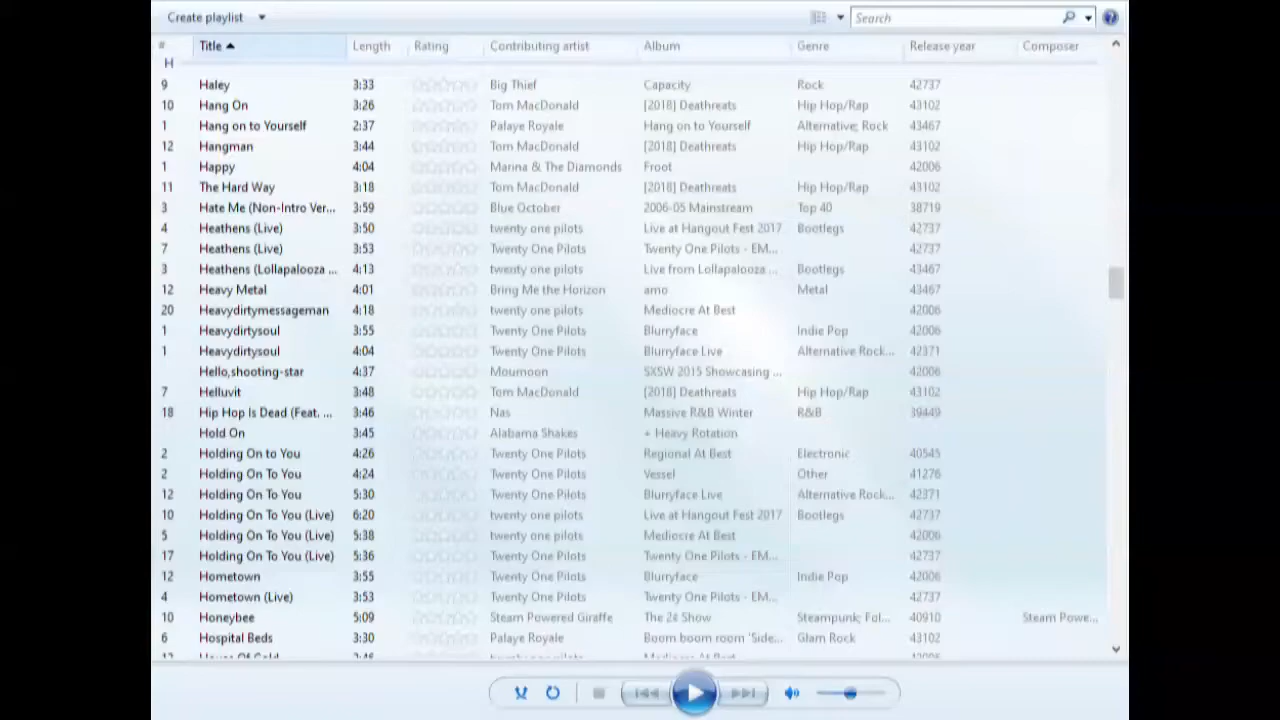 Create playlist
Search
# Title Length Rating Contributing artist Album Genre Release year Composer
H
9 Haley 3:33 Big Thief Capacity Rock 42737
10 Hang On 3:26 Tom MacDonald [2018] Deathreats Hip Hop/Rap 43102
1 Hang on to Yourself 2:37 Palaye Royale Hang on to Yourself Alternative; Rock 43467
12 Hangman 3:44 Tom MacDonald [2018] Deathreats Hip Hop/Rap 43102
1 Happy 4:04 Marina & The Diamonds Froot 42006
11 The Hard Way 3:18 Tom MacDonald [2018] Deathreats Hip Hop/Rap 43102
3 Hate Me (Non-Intro Ver... 3:59 Blue October 2006-05 Mainstream Top 40 38719
4 Heathens (Live) 3:50 twenty one pilots Live at Hangout Fest 2017 Bootlegs 42737
7 Heathens (Live) 3:53 Twenty One Pilots Twenty One Pilots - EM... 42737
3 Heathens (Lollapalooza ... 4:13 twenty one pilots Live from Lollapalooza ... Bootlegs 43467
12 Heavy Metal 4:01 Bring Me the Horizon amo Metal 43467
20 Heavydirtymessageman 4:18 twenty one pilots Mediocre At Best 42006
1 Heavydirtysoul 3:55 Twenty One Pilots Blurryface Indie Pop 42006
1 Heavydirtysoul 4:04 Twenty One Pilots Blurryface Live Alternative Rock... 42371
Hello,shooting-star 4:37 Moumoon SXSW 2015 Showcasing ... 42006
7 Helluvit 3:48 Tom MacDonald [2018] Deathreats Hip Hop/Rap 43102
18 Hip Hop Is Dead (Feat. ... 3:46 Nas Massive R&B Winter R&B 39449
Hold On 3:45 Alabama Shakes + Heavy Rotation
2 Holding On to You 4:26 Twenty One Pilots Regional At Best Electronic 40545
2 Holding On To You 4:24 Twenty One Pilots Vessel Other 41276
12 Holding On To You 5:30 Twenty One Pilots Blurryface Live Alternative Rock... 42371
10 Holding On To You (Live) 6:20 twenty one pilots Live at Hangout Fest 2017 Bootlegs 42737
5 Holding On To You (Live) 5:38 twenty one pilots Mediocre At Best 42006
17 Holding On To You (Live) 5:36 Twenty One Pilots Twenty One Pilots - EM... 42737
12 Hometown 3:55 Twenty One Pilots Blurryface Indie Pop 42006
4 Hometown (Live) 3:53 Twenty One Pilots Twenty One Pilots - EM... 42737
10 Honeybee 5:09 Steam Powered Giraffe The 2¢ Show Steampunk; Fol... 40910 Steam Powe...
6 Hospital Beds 3:30 Palaye Royale Boom boom room 'Side... Glam Rock 43102
House Of Gold twenty one pilots Mediocre At Best